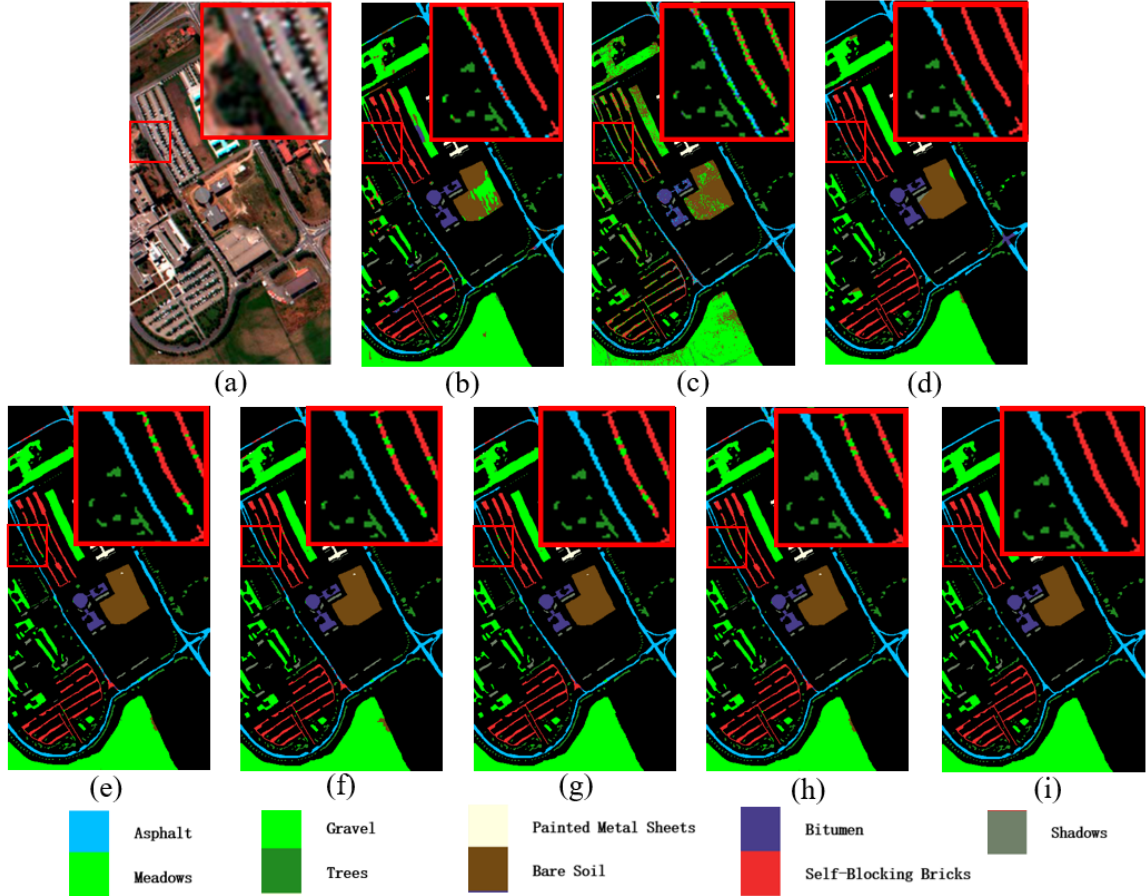 (a) (b) (c) (d)
(e) (f) (g) (h) (i)
Asphalt Gravel Painted Metal Sheets Bitumen Shadows
Meadows Trees Bare Soil Self-Blocking Bricks